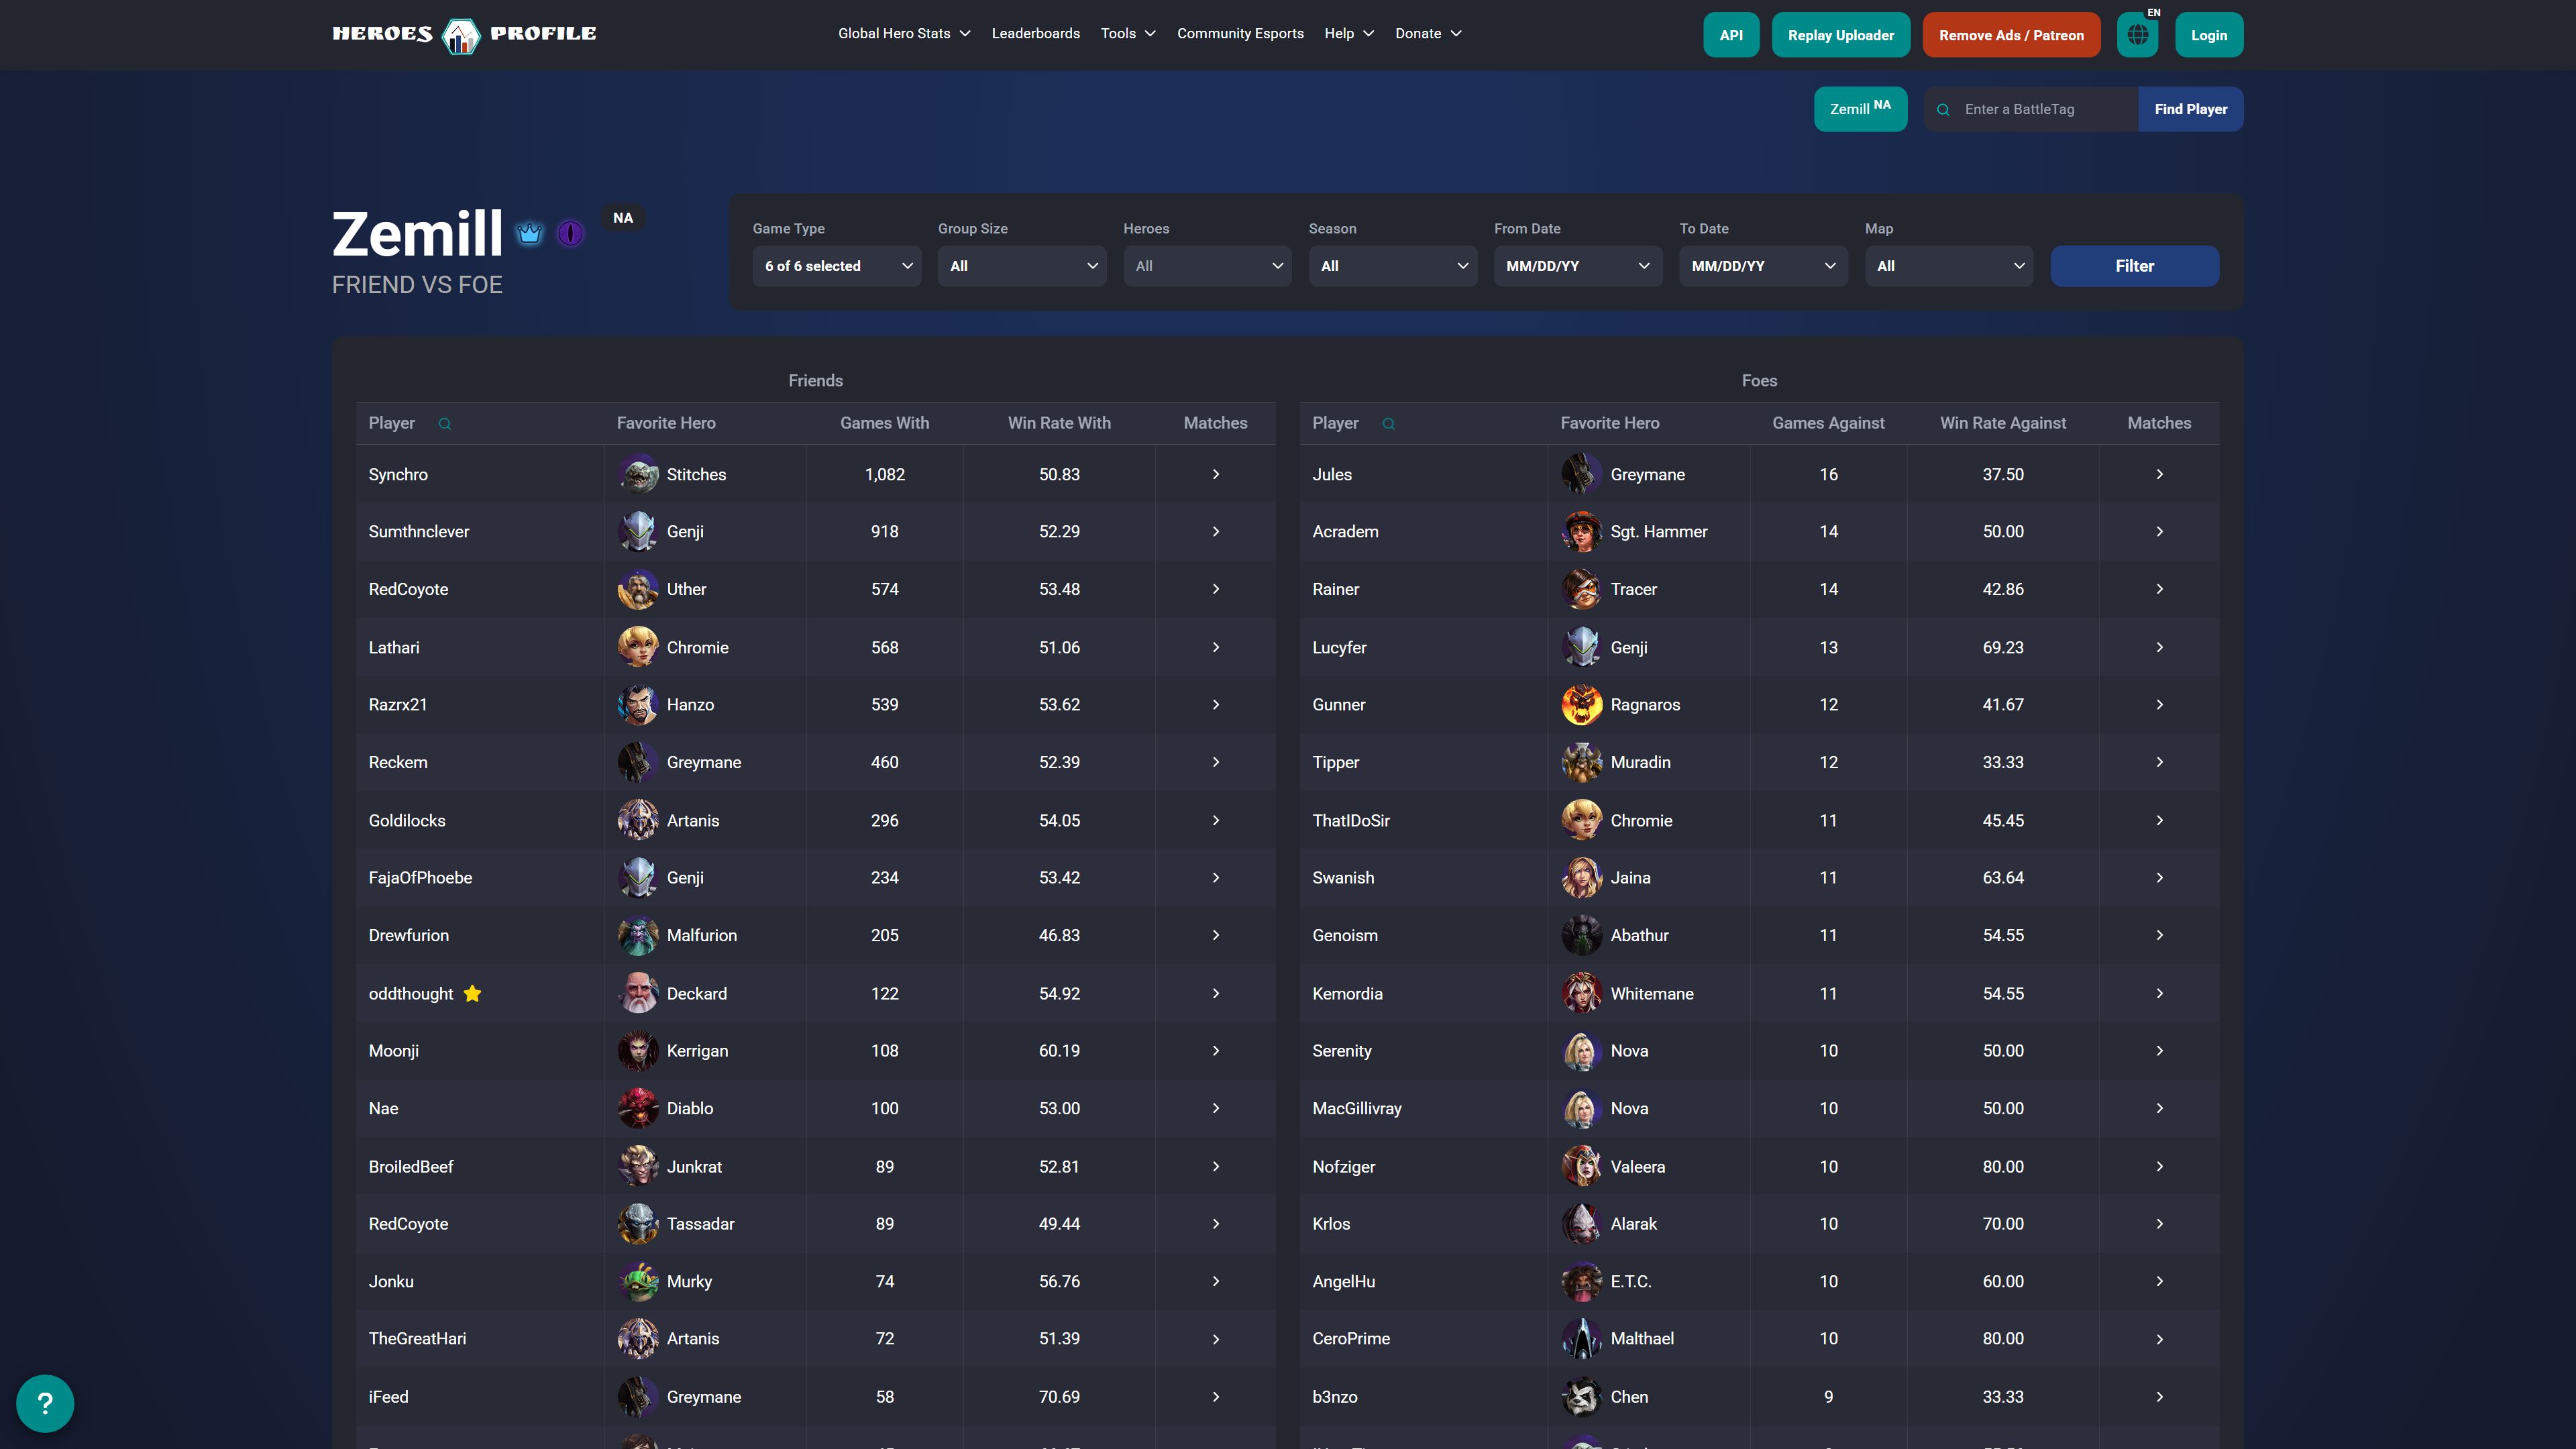 HEROES PROFILE
Global Hero Stats Leaderboards Tools Community Esports Help Donate
API Replay Uploader Remove Ads / Patreon EN Login
Zemill NA Enter a BattleTag Find Player
Zemill NA
FRIEND VS FOE
Game Type Group Size Heroes Season From Date To Date Map
6 of 6 selected All All All MM/DD/YY MM/DD/YY All Filter
Friends
Player Favorite Hero Games With Win Rate With Matches
Synchro Stitches 1,082 50.83
Sumthnclever Genji 918 52.29
RedCoyote Uther 574 53.48
Lathari Chromie 568 51.06
Razrx21 Hanzo 539 53.62
Reckem Greymane 460 52.39
Goldilocks Artanis 296 54.05
FajaOfPhoebe Genji 234 53.42
Drewfurion Malfurion 205 46.83
oddthought Deckard 122 54.92
Moonji Kerrigan 108 60.19
Nae Diablo 100 53.00
BroiledBeef Junkrat 89 52.81
RedCoyote Tassadar 89 49.44
Jonku Murky 74 56.76
TheGreatHari Artanis 72 51.39
iFeed Greymane 58 70.69
Foes
Player Favorite Hero Games Against Win Rate Against Matches
Jules Greymane 16 37.50
Acradem Sgt. Hammer 14 50.00
Rainer Tracer 14 42.86
Lucyfer Genji 13 69.23
Gunner Ragnaros 12 41.67
Tipper Muradin 12 33.33
ThatIDoSir Chromie 11 45.45
Swanish Jaina 11 63.64
Genoism Abathur 11 54.55
Kemordia Whitemane 11 54.55
Serenity Nova 10 50.00
MacGillivray Nova 10 50.00
Nofziger Valeera 10 80.00
Krlos Alarak 10 70.00
AngelHu E.T.C. 10 60.00
CeroPrime Malthael 10 80.00
b3nzo Chen 9 33.33
?